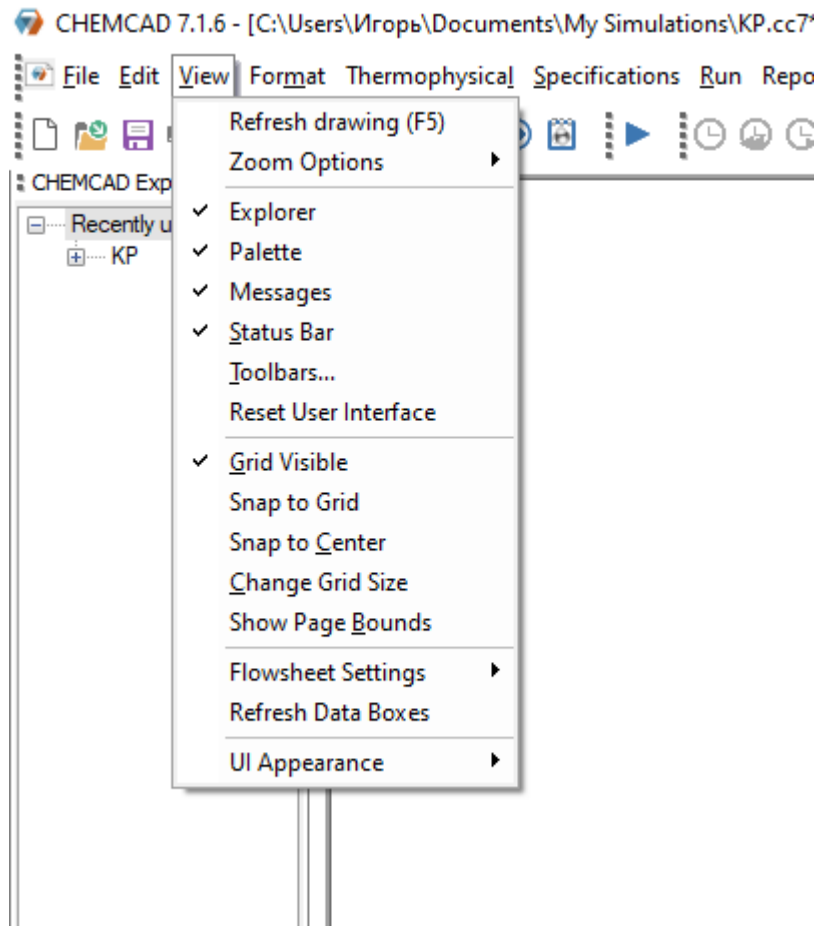 CHEMCAD 7.1.6 - [C:\Users\Игорь\Documents\My Simulations\KP.cc7*
File Edit View Format Thermophysical Specifications Run Repo
CHEMCAD Exp
Recently u
KP
Refresh drawing (F5)
Zoom Options
Explorer
Palette
Messages
Status Bar
Toolbars...
Reset User Interface
Grid Visible
Snap to Grid
Snap to Center
Change Grid Size
Show Page Bounds
Flowsheet Settings
Refresh Data Boxes
UI Appearance